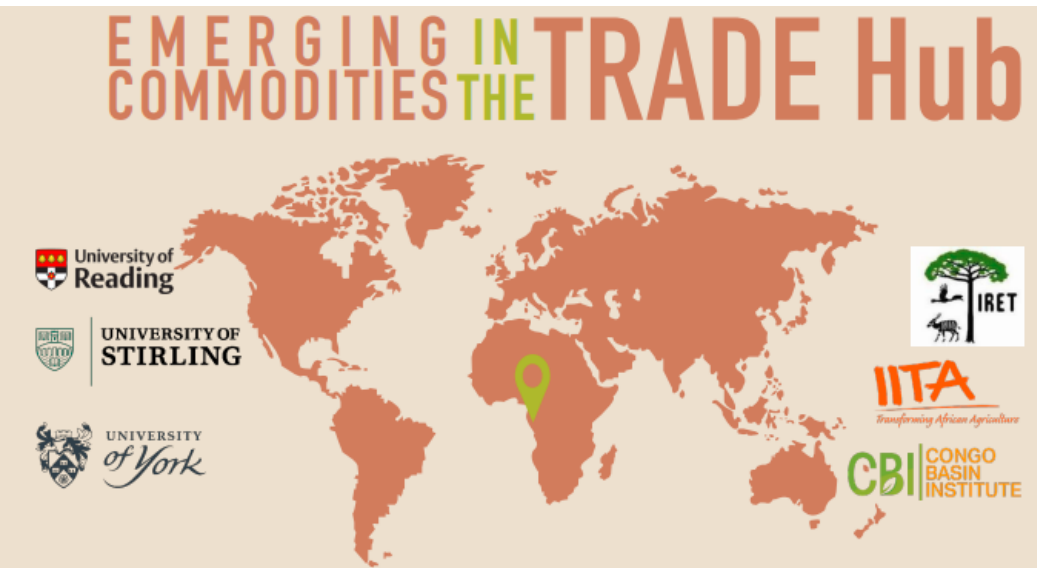 EMERGING IN
COMMODITIES THE
TRADE Hub
University of
Reading
UNIVERSITY OF
STIRLING
UNIVERSITY
of York
IRET
IITA
Transforming African Agriculture
CBI
CONGO
BASIN
INSTITUTE